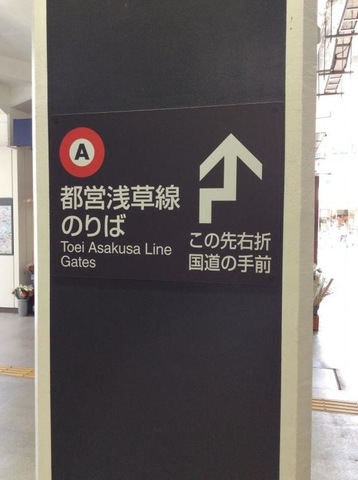 A
都営浅草線
のりば
Toei Asakusa Line
Gates
この先右折
国道の手前